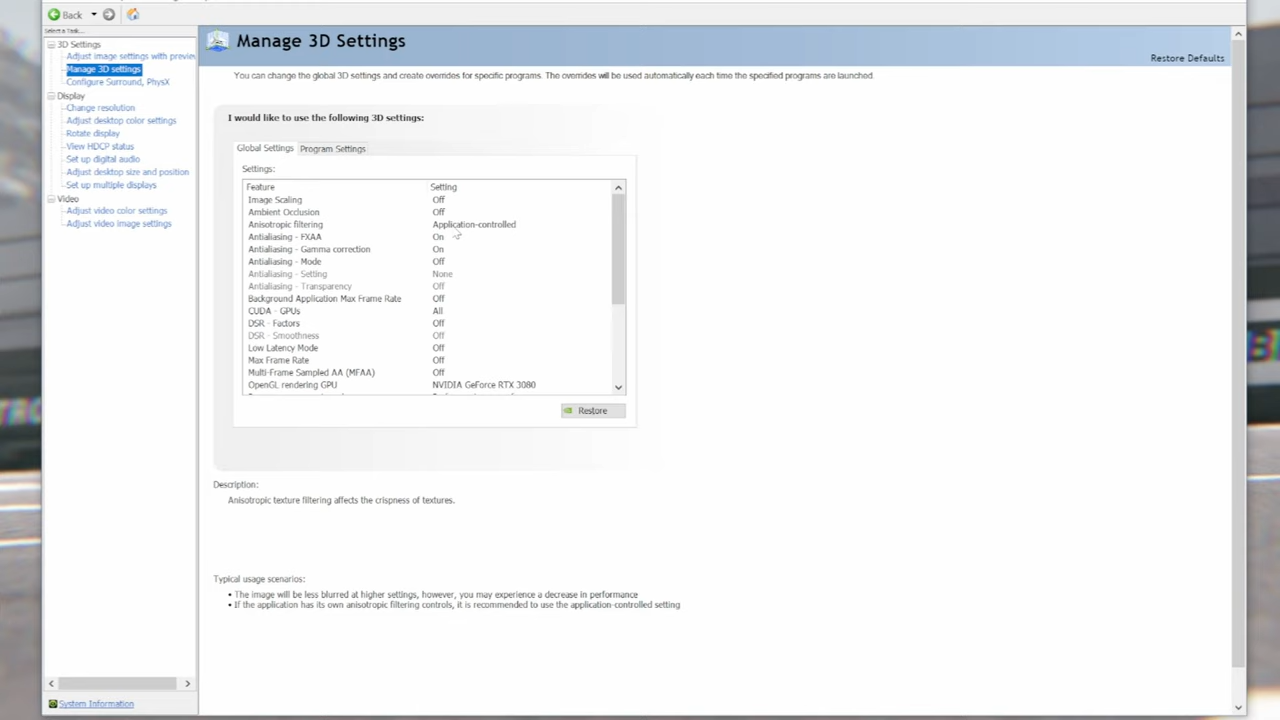 Back
Select a Task...
3D Settings
Adjust image settings with preview
Manage 3D settings
Configure Surround, PhysX
Display
Change resolution
Adjust desktop color settings
Rotate display
View HDCP status
Set up digital audio
Adjust desktop size and position
Set up multiple displays
Video
Adjust video color settings
Adjust video image settings
System Information
Manage 3D Settings
Restore Defaults
You can change the global 3D settings and create overrides for specific programs. The overrides will be used automatically each time the specified programs are launched.
I would like to use the following 3D settings:
Global Settings Program Settings
Settings:
Feature Setting
Image Scaling Off
Ambient Occlusion Off
Anisotropic filtering Application-controlled
Antialiasing - FXAA On
Antialiasing - Gamma correction On
Antialiasing - Mode Off
Antialiasing - Setting None
Antialiasing - Transparency Off
Background Application Max Frame Rate Off
CUDA - GPUs All
DSR - Factors Off
DSR - Smoothness Off
Low Latency Mode Off
Max Frame Rate Off
Multi-Frame Sampled AA (MFAA) Off
OpenGL rendering GPU NVIDIA GeForce RTX 3080
Restore
Description:
Anisotropic texture filtering affects the crispness of textures.
Typical usage scenarios:
• The image will be less blurred at higher settings, however, you may experience a decrease in performance
• If the application has its own anisotropic filtering controls, it is recommended to use the application-controlled setting